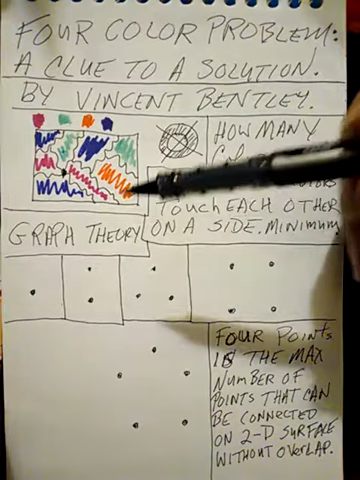 FOUR COLOR PROBLEM:
A CLUE TO A SOLUTION.
BY VINCENT BENTLEY.
HOW MANY
TOUCH EACH OTHER
ON A SIDE. MINIMUM
GRAPH THEORY
FOUR POINTS
IS THE MAX
NUMBER OF
POINTS THAT CAN
BE CONNECTED
ON 2-D SURFACE
WITHOUT OVERLAP.